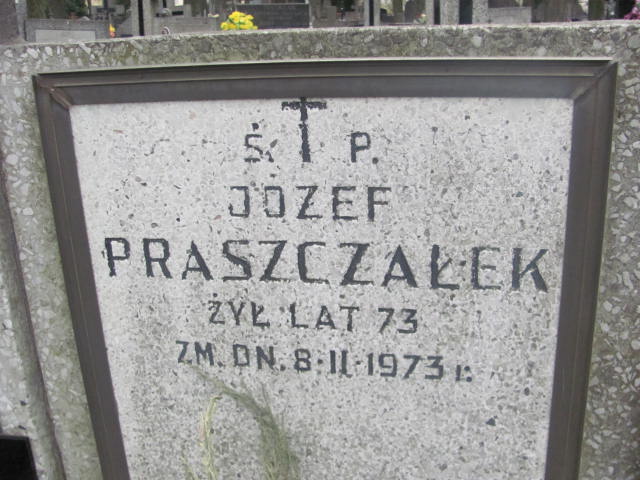 Ś. P.
JÓZEF
PRASZCZAŁEK
ŻYŁ LAT 73
ZM. DN. 8·II·1973 r.